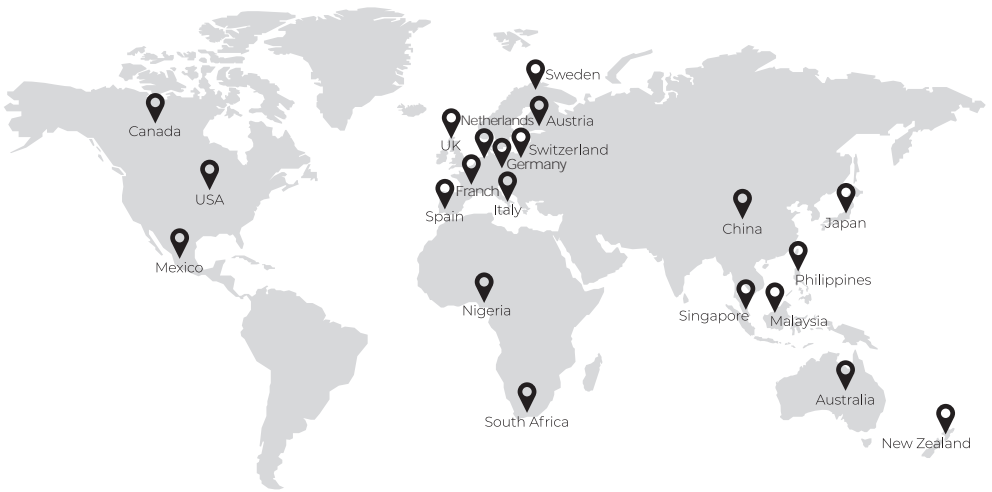 Sweden
Canada
Netherlands
Austria
UK
Switzerland
Germany
USA
Franch
Italy
Spain
China
Japan
Mexico
Philippines
Nigeria
Singapore
Malaysia
Australia
South Africa
New Zealand